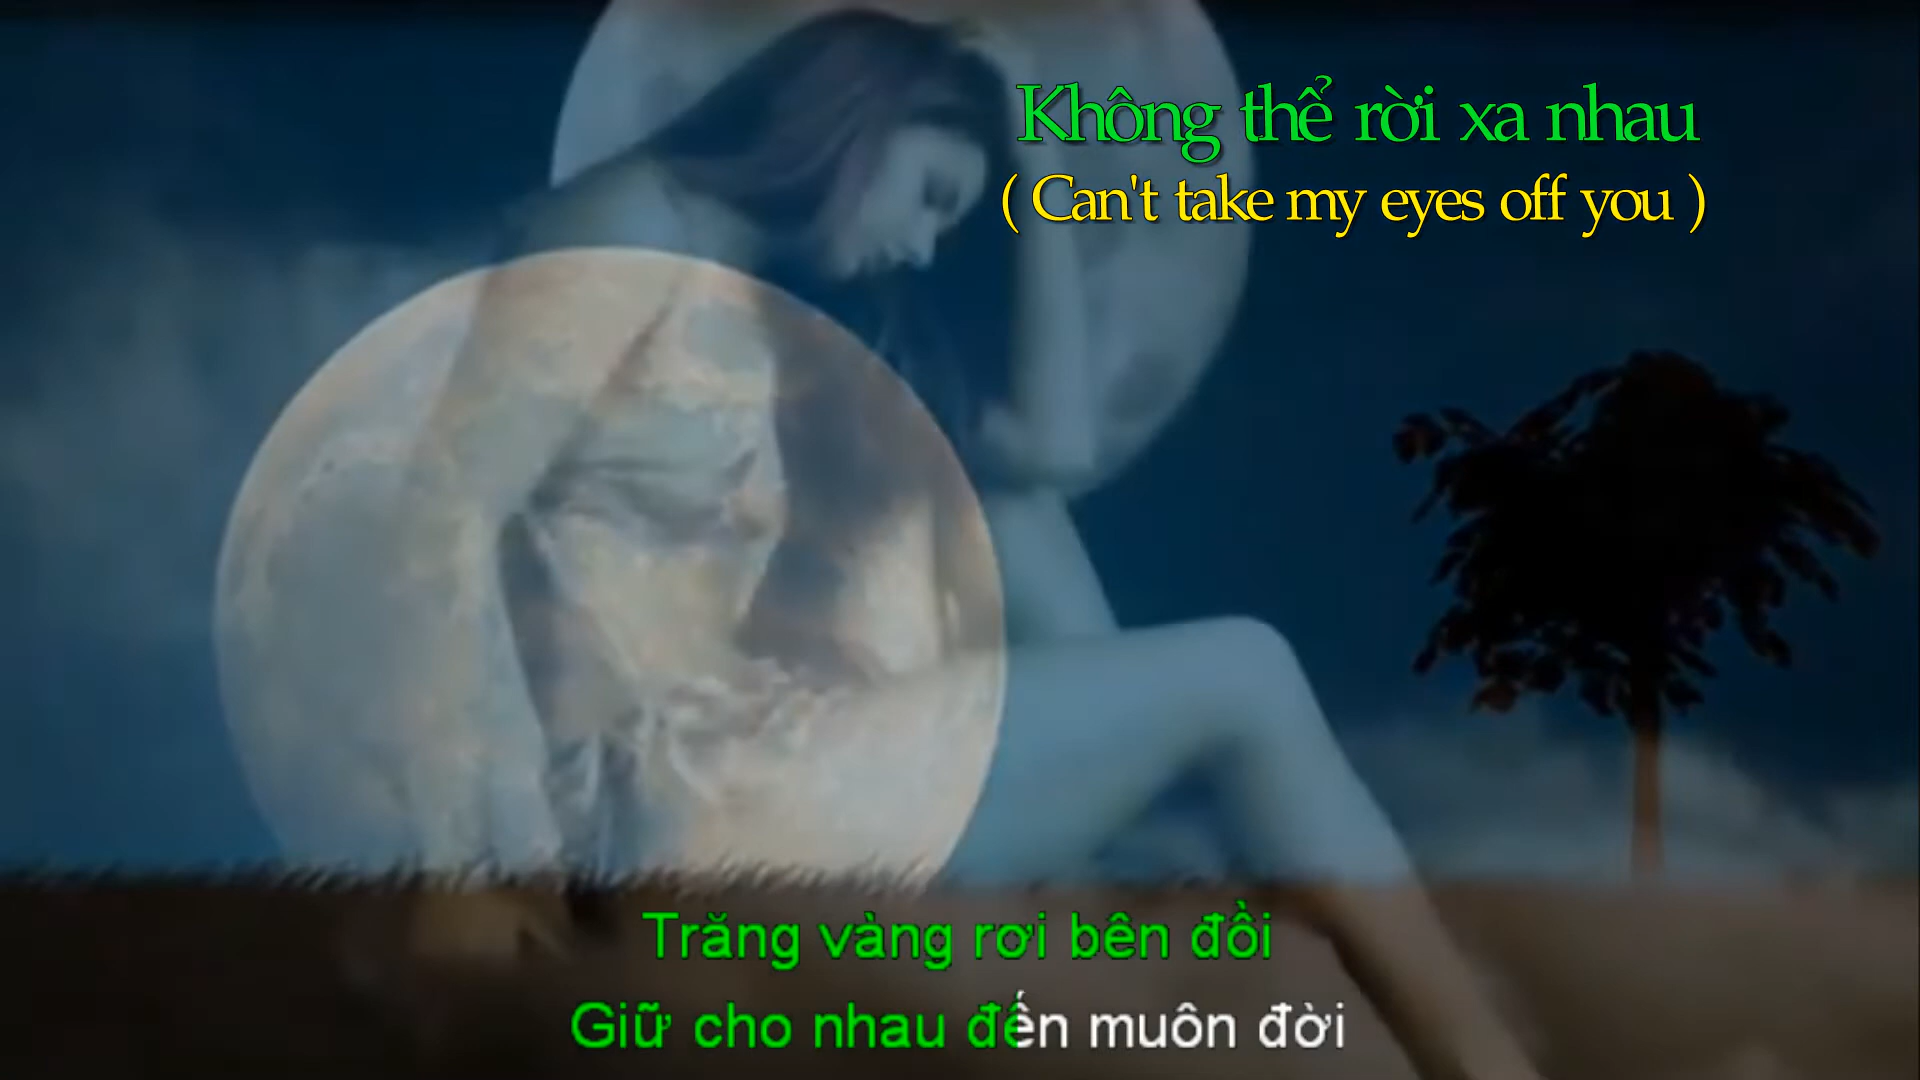 Không thể rời xa nhau
( Can't take my eyes off you )
Trăng vàng rơi bên đồi
Giữ cho nhau đến muôn đời